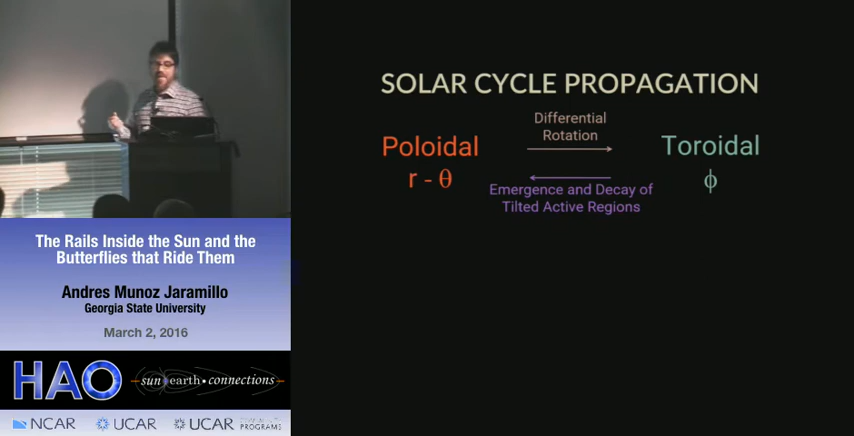 SOLAR CYCLE PROPAGATION
Differential
Rotation
Poloidal
Toroidal
r - θ
ϕ
Emergence and Decay of
Tilted Active Regions
The Rails Inside the Sun and the
Butterflies that Ride Them
Andres Munoz Jaramillo
Georgia State University
March 2, 2016
HAO
sun earth • connections
NCAR
UCAR
UCAR
PROGRAMS